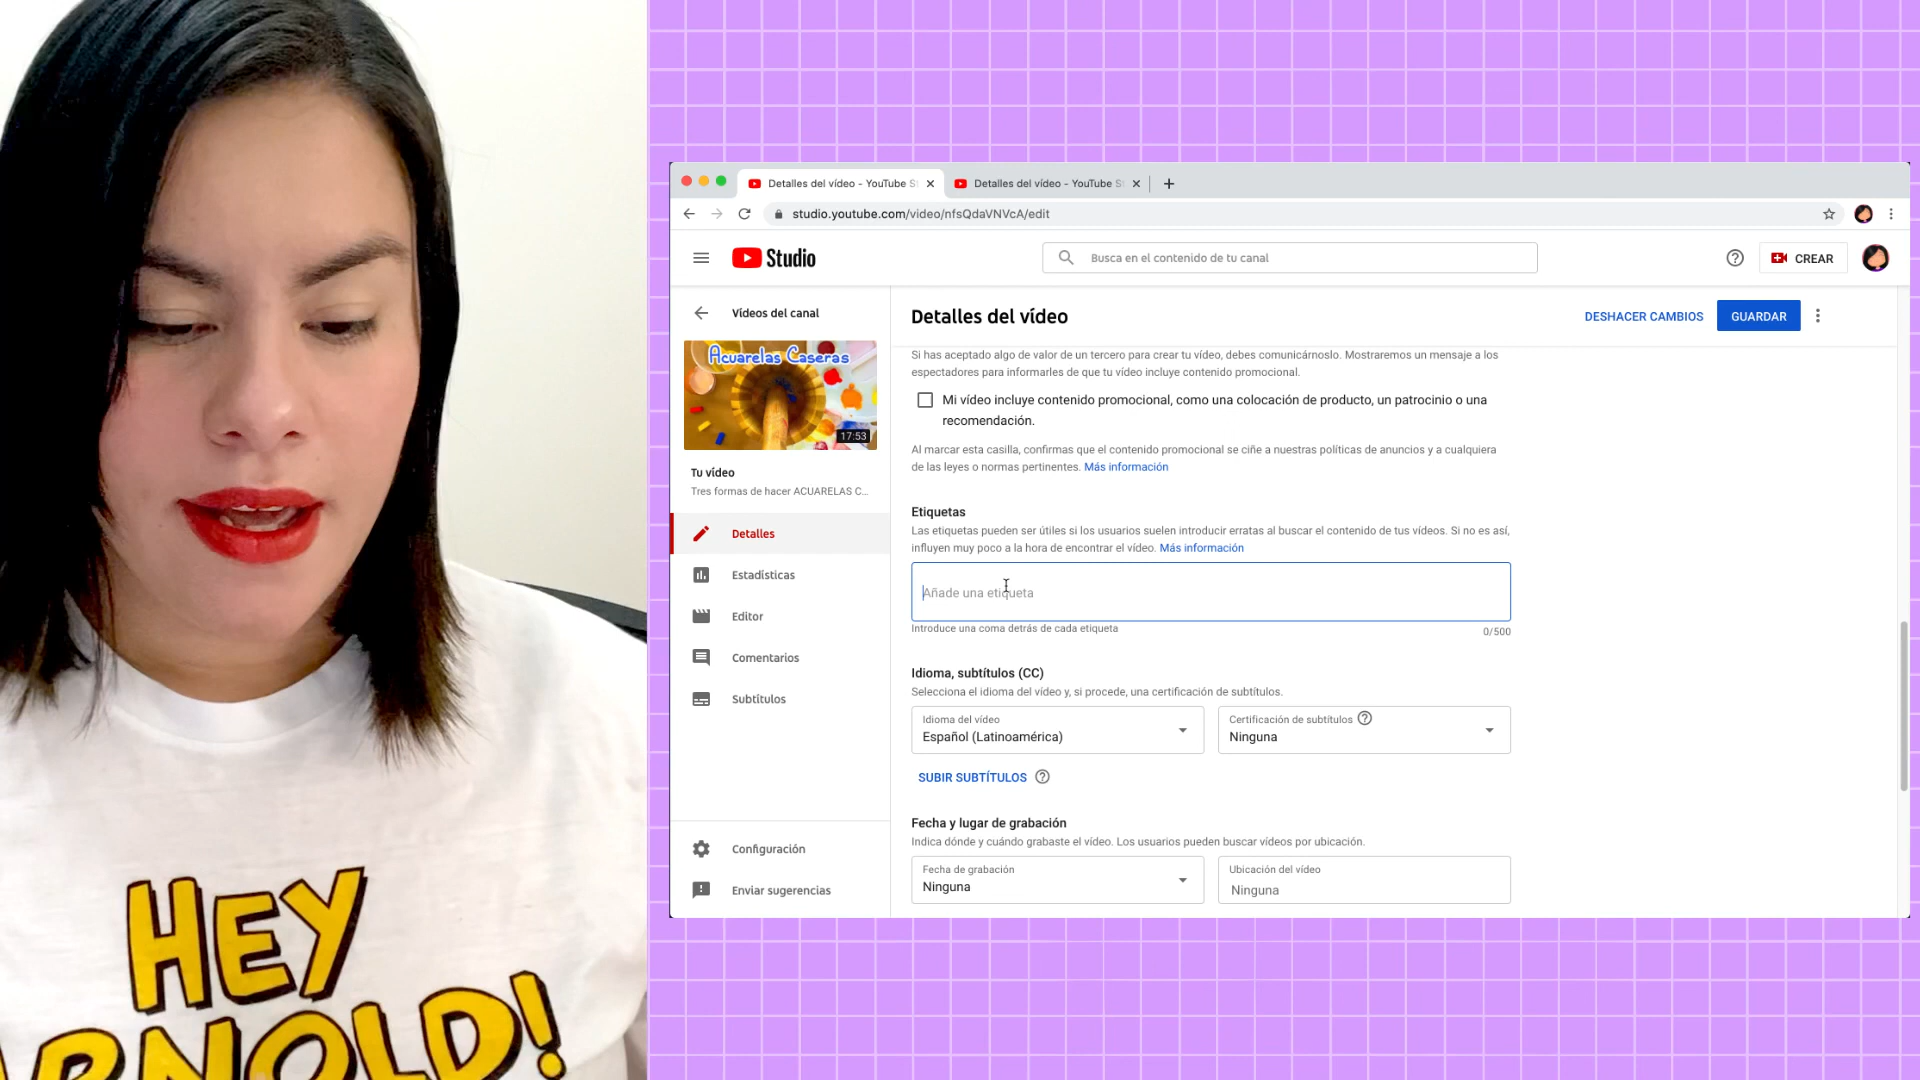 HEY
ARNOLD!
Detalles del vídeo - YouTube S
Detalles del vídeo - YouTube St
studio.youtube.com/video/nfsQdaVNVcA/edit
Studio
Busca en el contenido de tu canal
CREAR
Vídeos del canal
Acuarelas Caseras
17:53
Tu vídeo
Tres formas de hacer ACUARELAS C...
Detalles
Estadísticas
Editor
Comentarios
Subtítulos
Configuración
Enviar sugerencias
Detalles del vídeo
DESHACER CAMBIOS
GUARDAR
Si has aceptado algo de valor de un tercero para crear tu vídeo, debes comunicárnoslo. Mostraremos un mensaje a los
espectadores para informarles de que tu vídeo incluye contenido promocional.
Mi vídeo incluye contenido promocional, como una colocación de producto, un patrocinio o una
recomendación.
Al marcar esta casilla, confirmas que el contenido promocional se ciñe a nuestras políticas de anuncios y a cualquiera
de las leyes o normas pertinentes. Más información
Etiquetas
Las etiquetas pueden ser útiles si los usuarios suelen introducir erratas al buscar el contenido de tus vídeos. Si no es así,
influyen muy poco a la hora de encontrar el vídeo. Más información
Añade una etiqueta
Introduce una coma detrás de cada etiqueta
0/500
Idioma, subtítulos (CC)
Selecciona el idioma del vídeo y, si procede, una certificación de subtítulos.
Idioma del vídeo
Español (Latinoamérica)
Certificación de subtítulos
Ninguna
SUBIR SUBTÍTULOS
Fecha y lugar de grabación
Indica dónde y cuándo grabaste el vídeo. Los usuarios pueden buscar vídeos por ubicación.
Fecha de grabación
Ninguna
Ubicación del vídeo
Ninguna